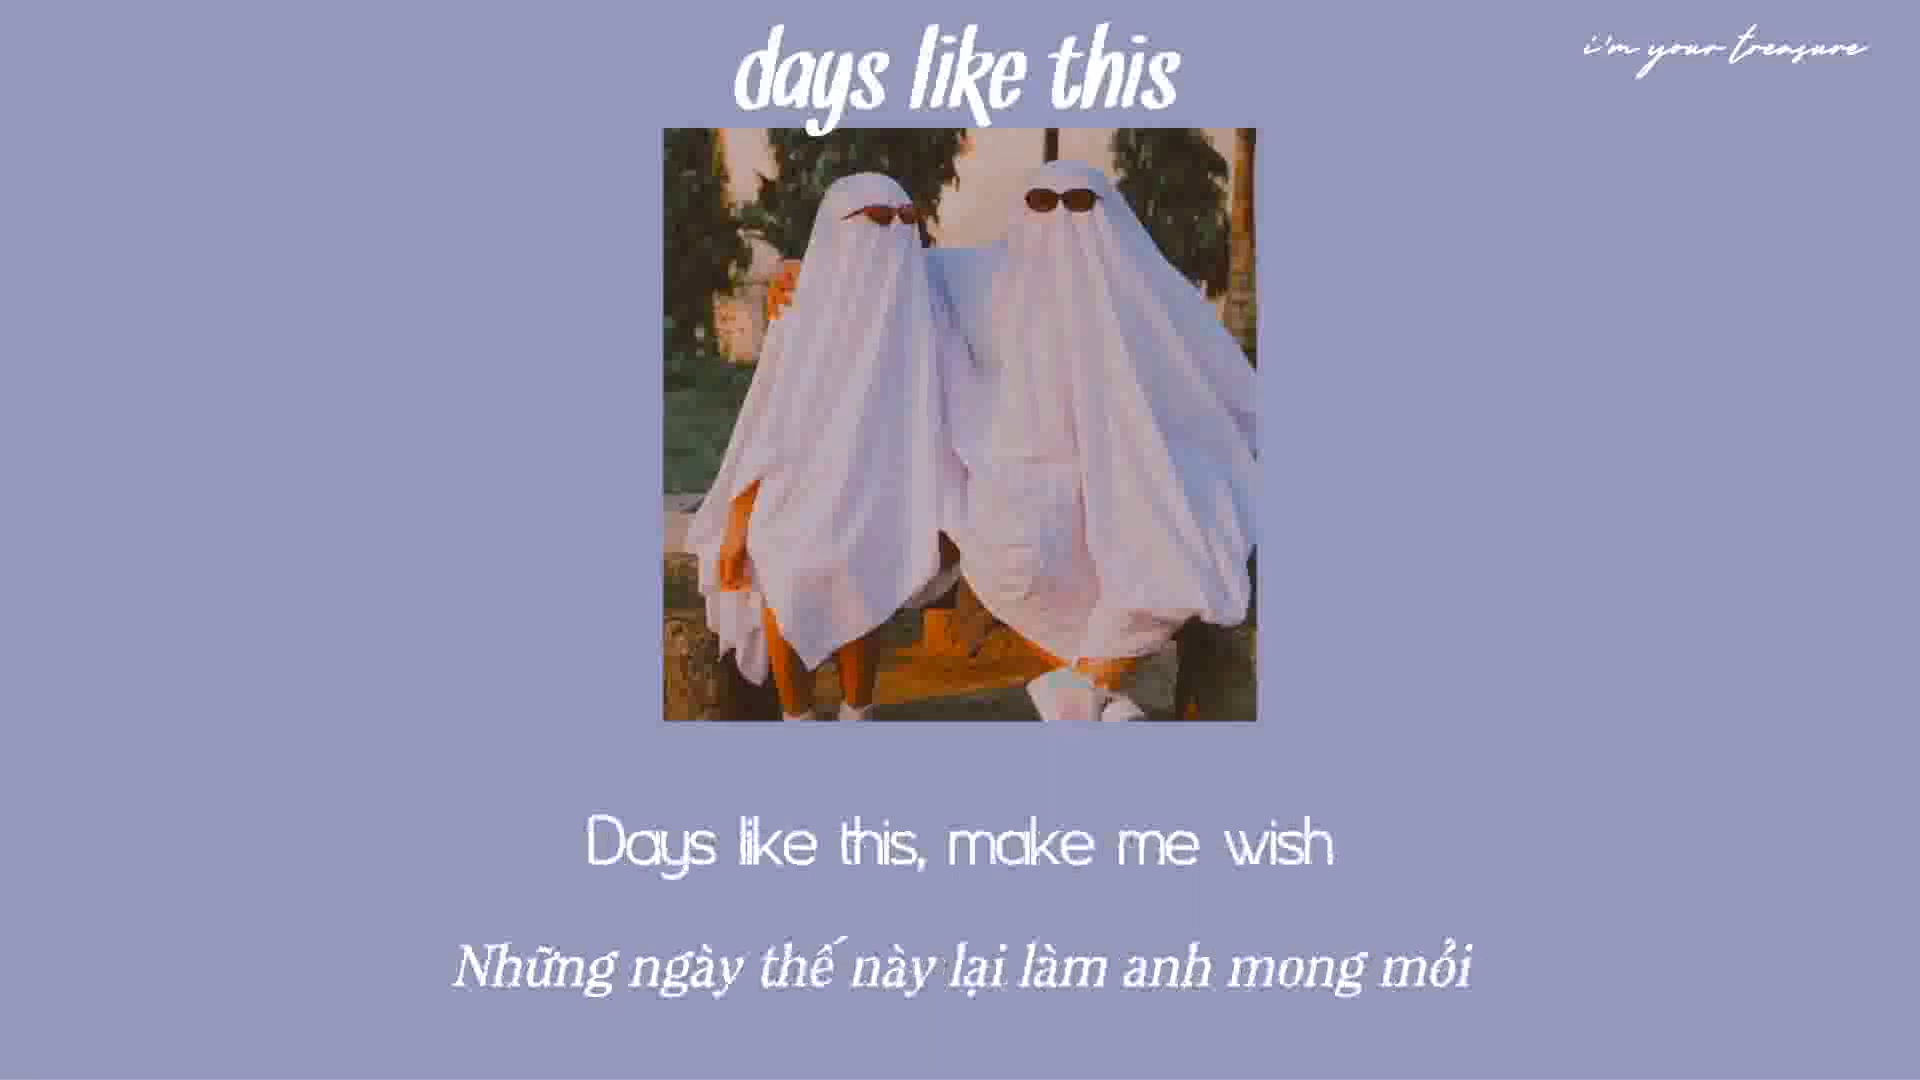 days like this
i'm your treasure
Days like this, make me wish
Những ngày thế này lại làm anh mong mỏi